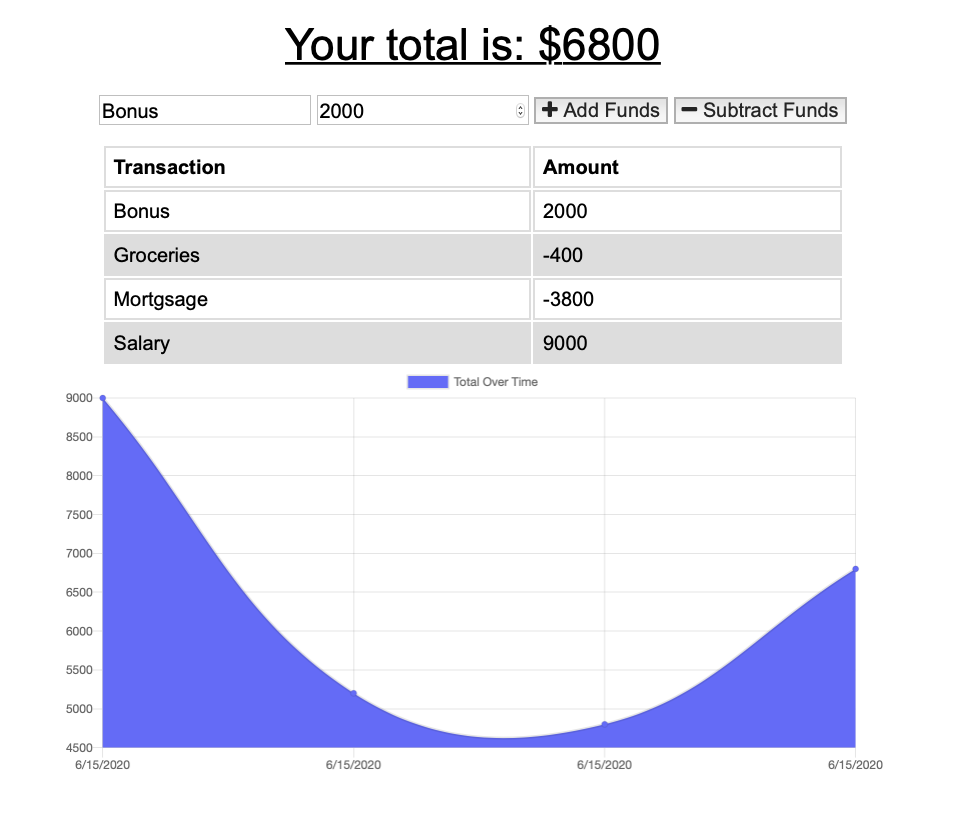 Your total is: $6800
Bonus 2000 Add Funds Subtract Funds
Transaction Amount
Bonus 2000
Groceries -400
Mortgsage -3800
Salary 9000
Total Over Time
9000
8500
8000
7500
7000
6500
6000
5500
5000
4500
6/15/2020 6/15/2020 6/15/2020 6/15/2020